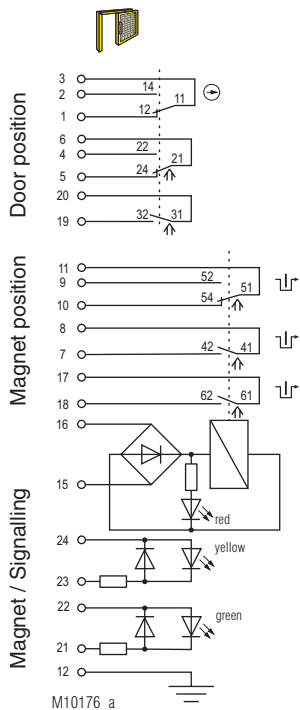 Door position
3
2 14
11
1 12
6
4 22
21
5 24
20
19 32 31
Magnet position
11
9 52
51
10 54
8
7 42 41
17
18 62 61
Magnet / Signalling
16
15
red
24
yellow
23
22
green
21
12
M10176_a